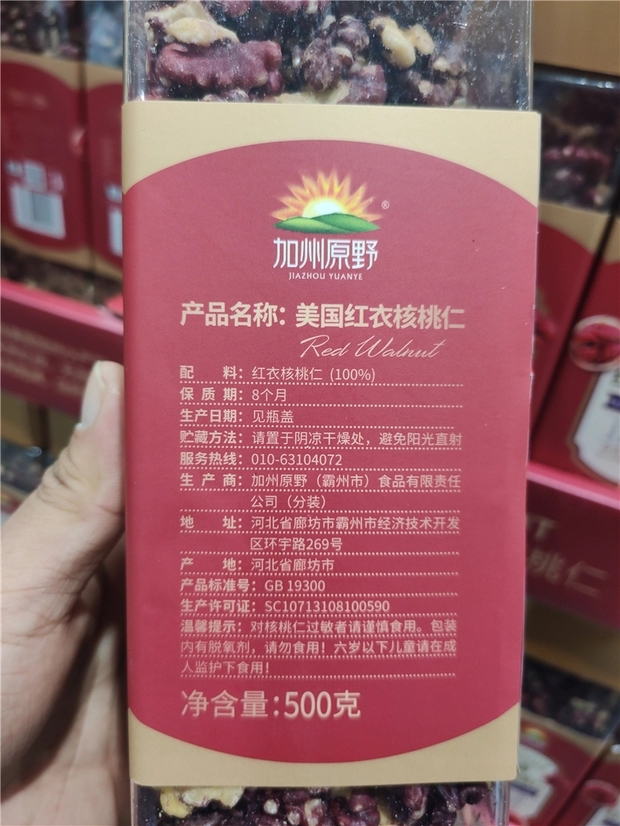 ®
加州原野
JIAZHOU YUANYE
产品名称：美国红衣核桃仁
Red Walnut
配 料：红衣核桃仁 (100%)
保 质 期：8个月
生产日期：见瓶盖
贮藏方法：请置于阴凉干燥处，避免阳光直射
服务热线：010-63104072
生 产 商：加州原野（霸州市）食品有限责任
公司（分装）
地 址：河北省廊坊市霸州市经济技术开发
区环宇路269号
产 地：河北省廊坊市
产品标准号：GB 19300
生产许可证：SC10713108100590
温馨提示：对核桃仁过敏者请谨慎食用。包装
内有脱氧剂，请勿食用！六岁以下儿童请在成
人监护下食用！
净含量：500克
桃仁